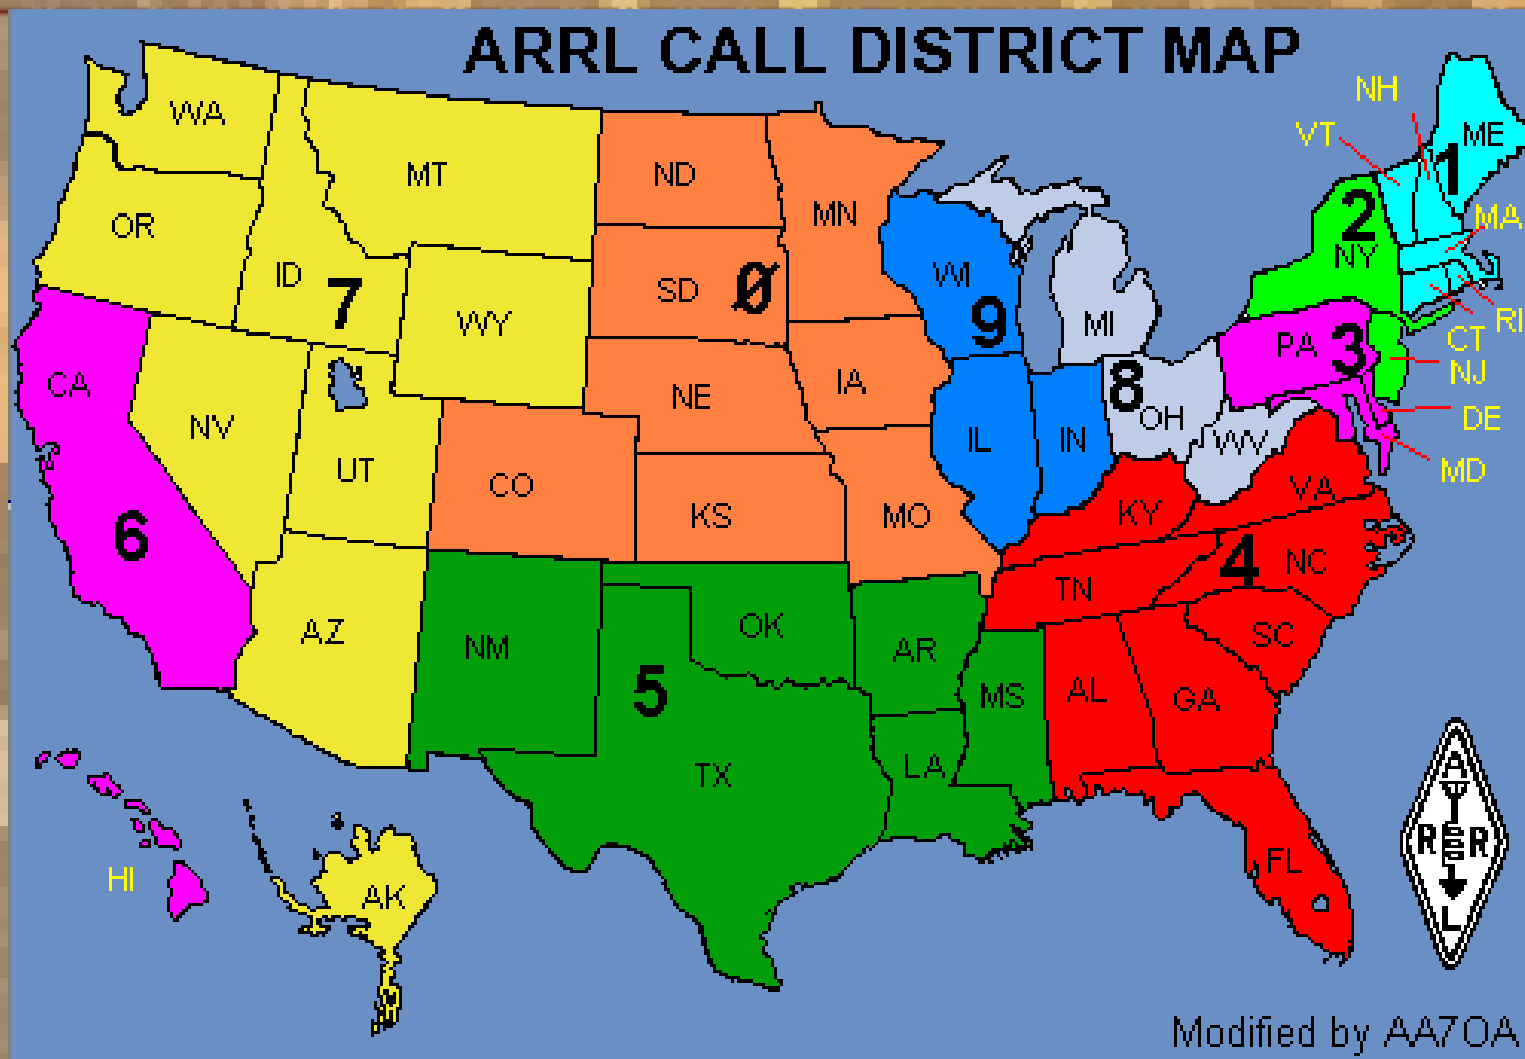 ARRL CALL DISTRICT MAP
NH
VT
ME
1
WA
MT
ND
MN
OR
ID
7
SD
Ø
WI
9
MI
2
NY
MA
RI
CT
WY
PA
3
NJ
CA
NV
UT
NE
IA
8
OH
DE
CO
KS
MO
IL
IN
WV
MD
VA
KY
6
4
NC
TN
AZ
NM
OK
AR
SC
5
MS
AL
GA
TX
LA
HI
AK
FL
A
R R
L
Modified by AA7OA